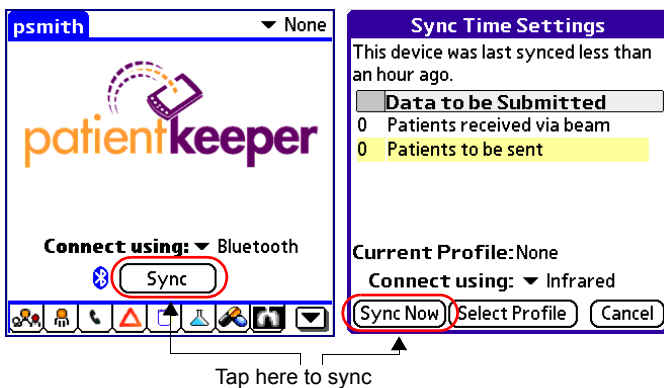 psmith
None
patientkeeper
Connect using: Bluetooth
Sync
Sync Time Settings
This device was last synced less than
an hour ago.
Data to be Submitted
0 Patients received via beam
0 Patients to be sent
Current Profile: None
Connect using: Infrared
Sync Now Select Profile Cancel
Tap here to sync